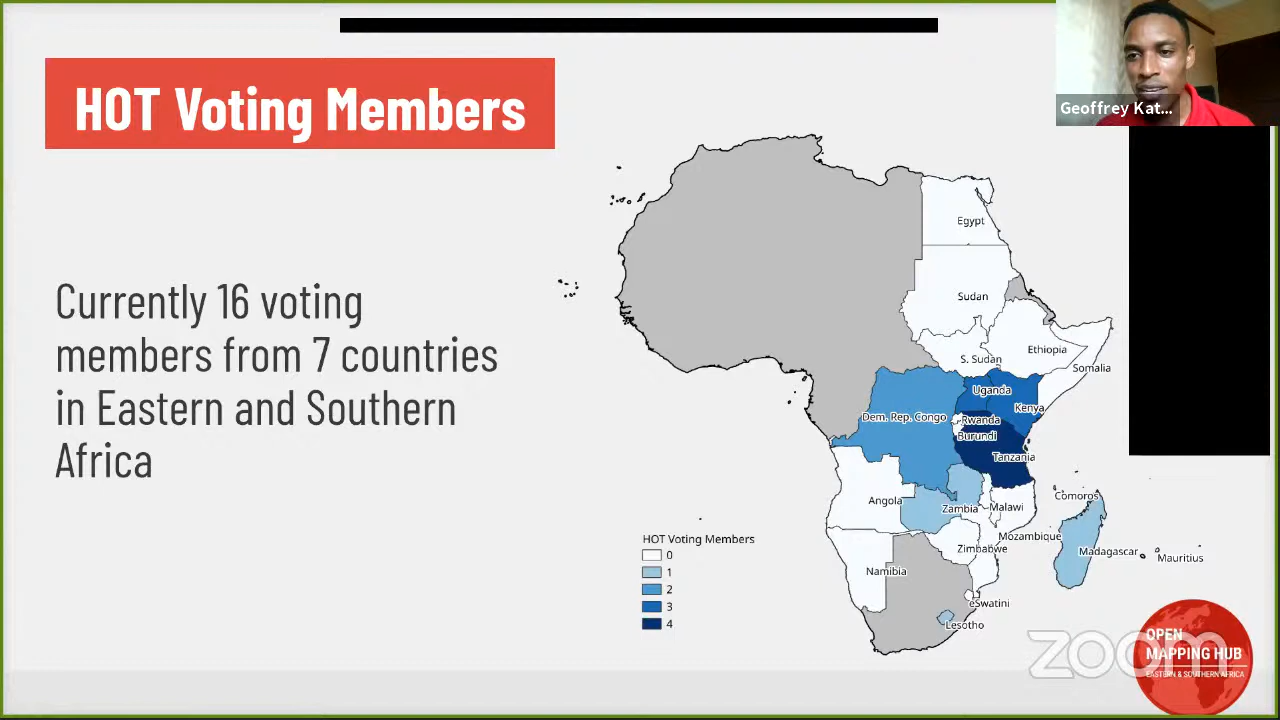 HOT Voting Members
Geoffrey Kat...
Currently 16 voting
members from 7 countries
in Eastern and Southern
Africa
Egypt
Sudan
Ethiopia
S. Sudan
Somalia
Uganda
Kenya
Dem. Rep. Congo
Rwanda
Burundi
Tanzania
Comoros
Angola
Zambia
Malawi
Mozambique
Zimbabwe
Madagascar
Mauritius
Namibia
eSwatini
Lesotho
HOT Voting Members
0
1
2
3
4
zoom
OPEN
MAPPING HUB
EASTERN & SOUTHERN AFRICA